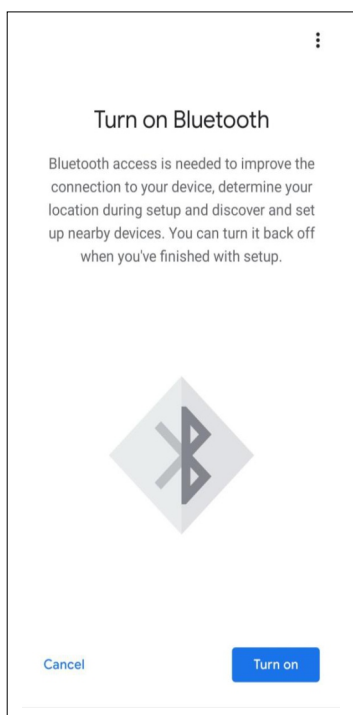 Turn on Bluetooth
Bluetooth access is needed to improve the
connection to your device, determine your
location during setup and discover and set
up nearby devices. You can turn it back off
when you've finished with setup.
Cancel
Turn on